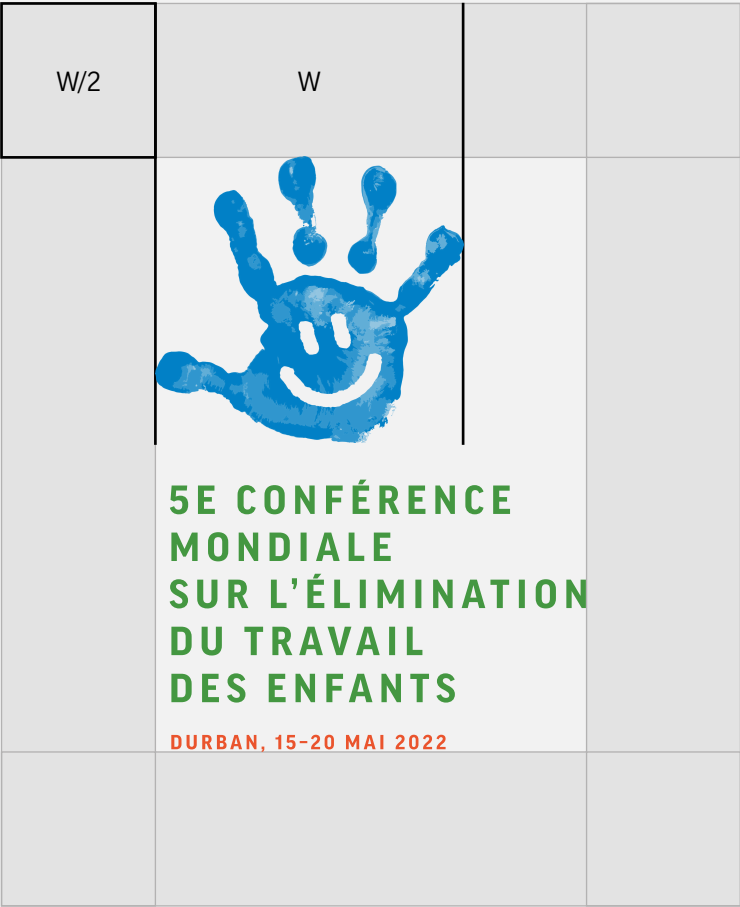 W/2 W
5E CONFÉRENCE
MONDIALE
SUR L’ÉLIMINATION
DU TRAVAIL
DES ENFANTS
DURBAN, 15–20 MAI 2022